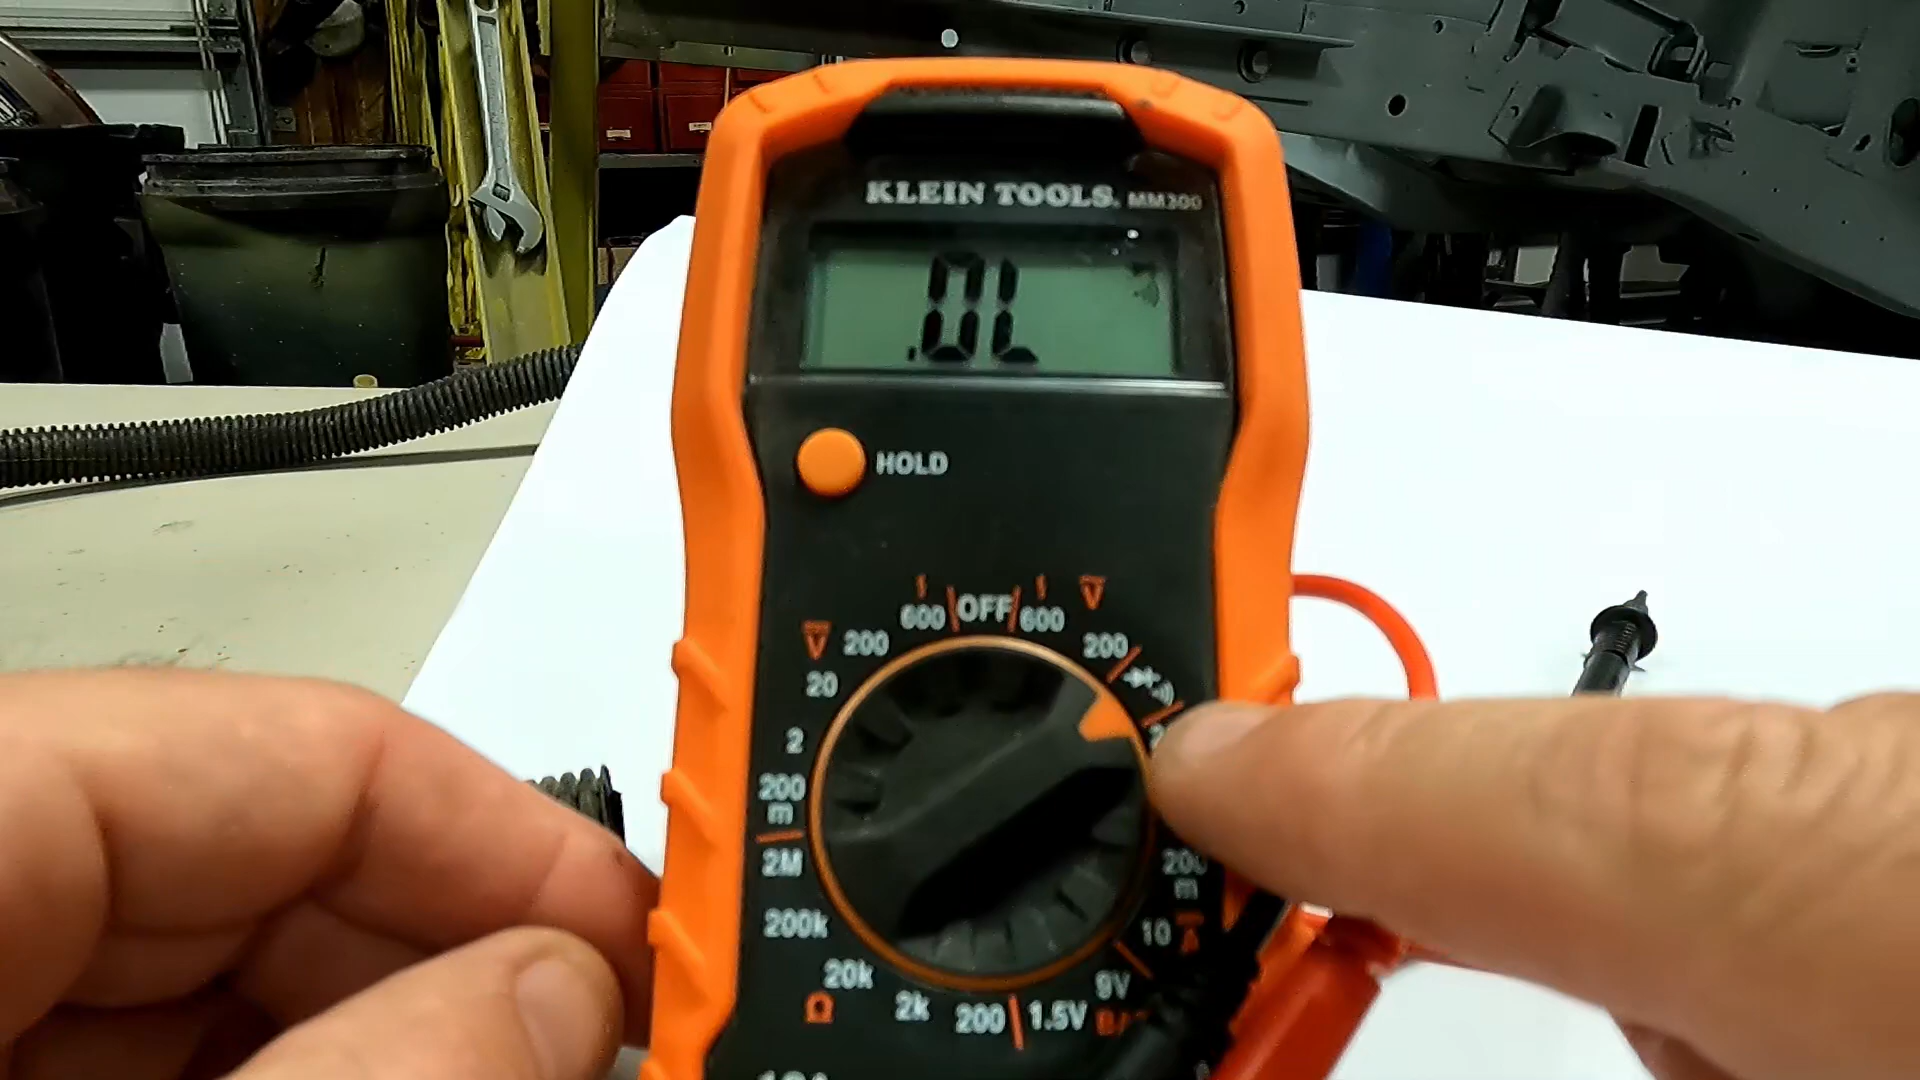 KLEIN TOOLS. MM300
.0L
HOLD
600 OFF 600 V
V 200 200
20
2
200
m
2M 200
m
200k 10 A
20k 9V
Ω 2k 200 1.5V